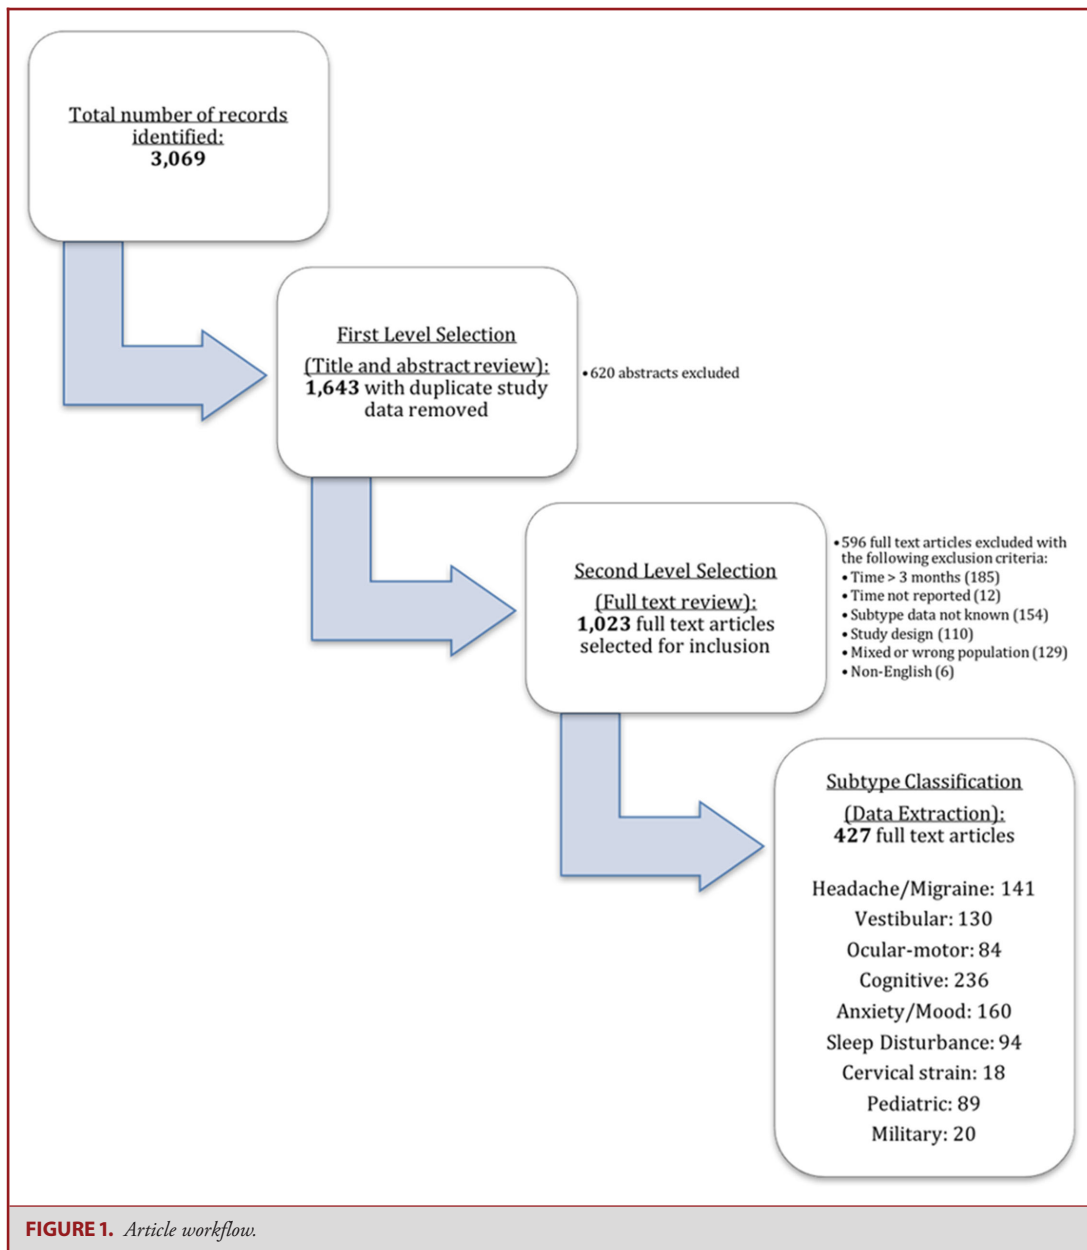 Total number of records
identified:
3,069
First Level Selection
(Title and abstract review):
1,643 with duplicate study
data removed
•620 abstracts excluded
Second Level Selection
(Full text review):
1,023 full text articles
selected for inclusion
•596 full text articles excluded with
the following exclusion criteria:
•Time > 3 months (185)
•Time not reported (12)
•Subtype data not known (154)
•Study design (110)
•Mixed or wrong population (129)
•Non-English (6)
Subtype Classification
(Data Extraction):
427 full text articles
Headache/Migraine: 141
Vestibular: 130
Ocular-motor: 84
Cognitive: 236
Anxiety/Mood: 160
Sleep Disturbance: 94
Cervical strain: 18
Pediatric: 89
Military: 20
FIGURE 1. Article workflow.